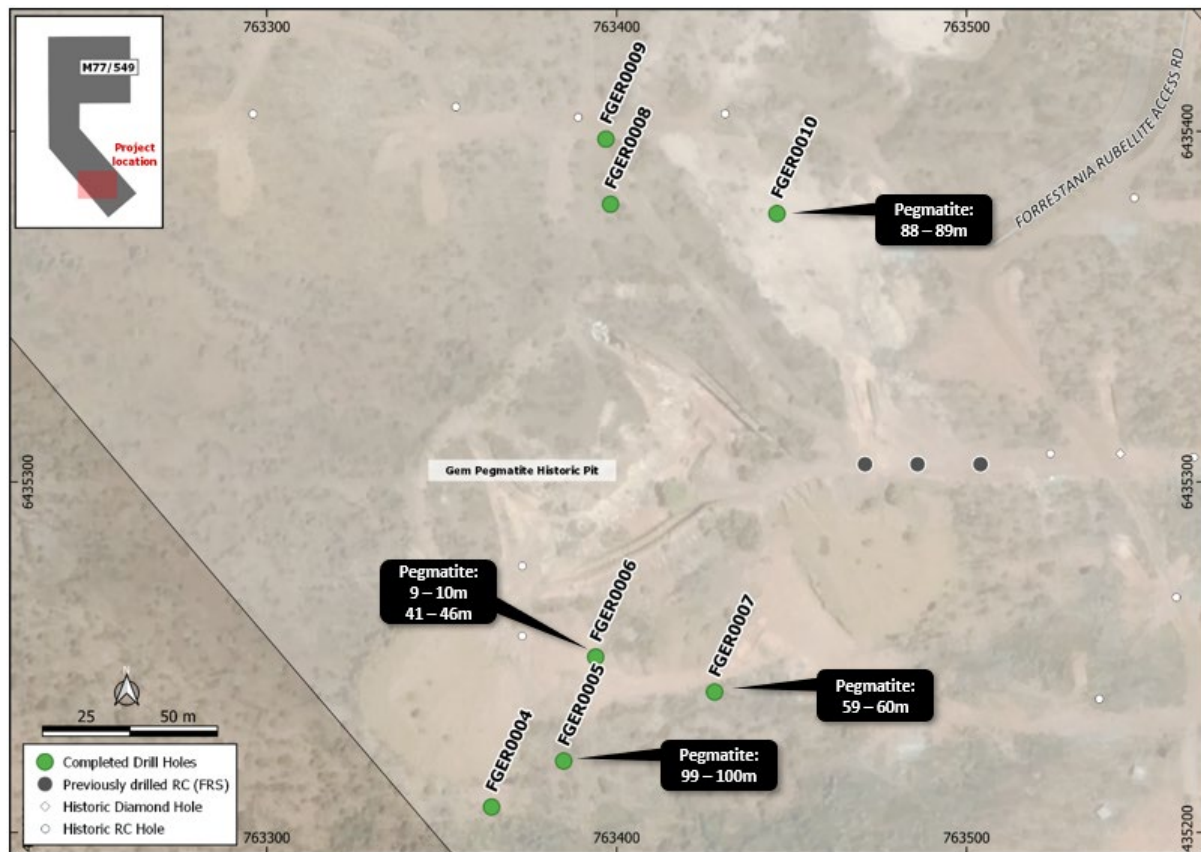 763300
763400
763500
M77/549
Project
location
FGER0009
FGER0008
FGER0010
FORRESTANIA RUBELLITE ACCESS RD
6435400
Pegmatite:
88 – 89m
6435300
Gem Pegmatite Historic Pit
6435300
Pegmatite:
9 – 10m
41 – 46m
FGER0006
FGER0007
Pegmatite:
59 – 60m
FGER0005
FGER0004
Pegmatite:
99 – 100m
N
25
50 m
Completed Drill Holes
Previously drilled RC (FRS)
Historic Diamond Hole
Historic RC Hole
6435200
763300
763400
763500